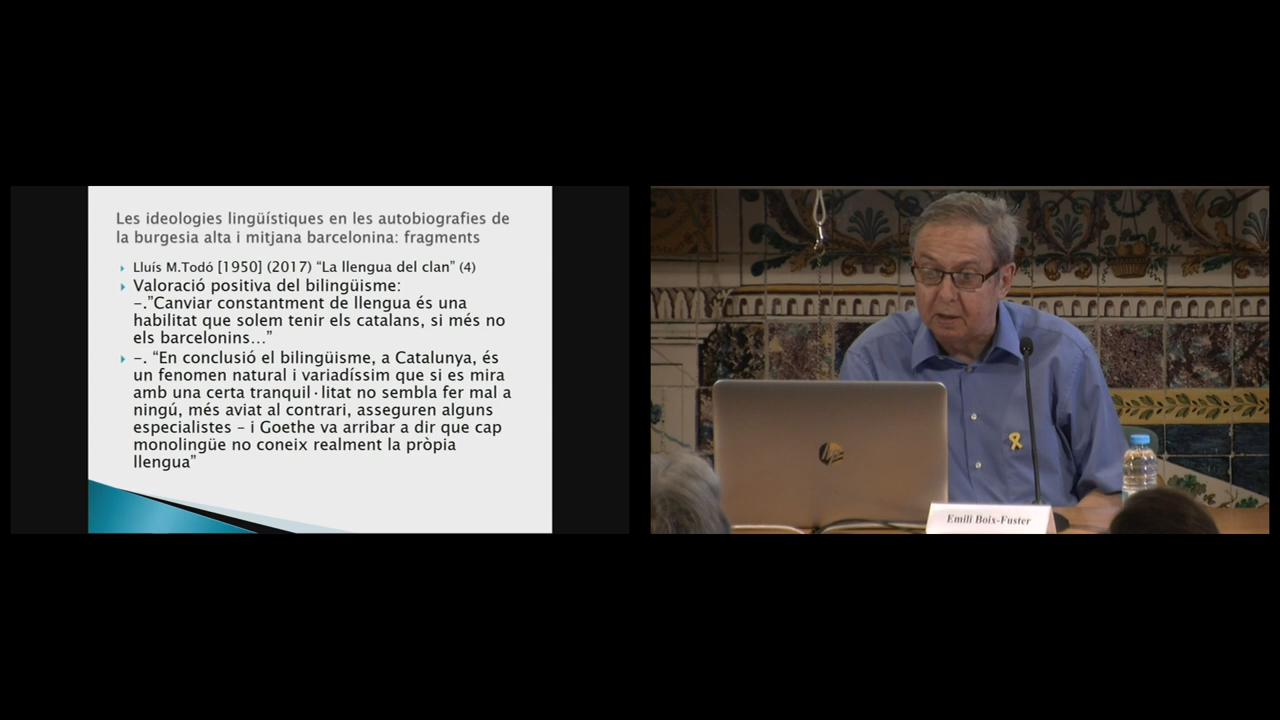 Les ideologies lingüístiques en les autobiografies de
la burgesia alta i mitjana barcelonina: fragments
Lluís M.Todó [1950] (2017) “La llengua del clan” (4)
Valoració positiva del bilingüisme:
–.”Canviar constantment de llengua és una
habilitat que solem tenir els catalans, si més no
els barcelonins…”
–. “En conclusió el bilingüisme, a Catalunya, és
un fenomen natural i variadíssim que si es mira
amb una certa tranquil·litat no sembla fer mal a
ningú, més aviat al contrari, asseguren alguns
especialistes – i Goethe va arribar a dir que cap
monolingüe no coneix realment la pròpia
llengua”
Emili Boix-Fuster